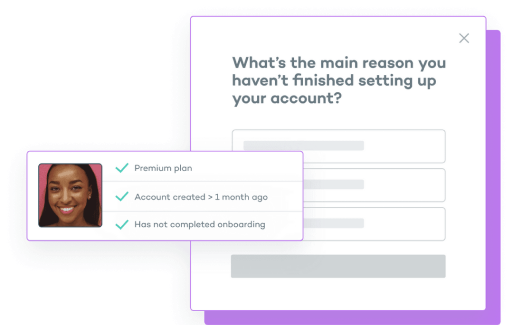 What's the main reason you
haven't finished setting up
your account?
Premium plan
Account created > 1 month ago
Has not completed onboarding